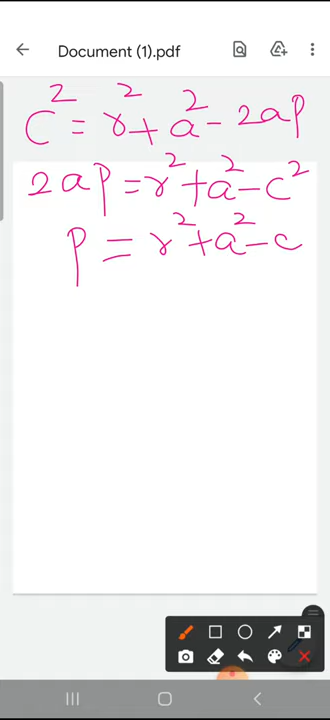 Document (1).pdf
C² = r² + a² - 2ap
2ap = r² + a² - c²
p = r² + a² - c